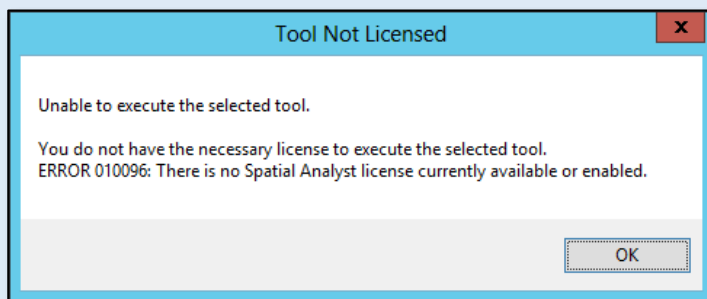 Tool Not Licensed
x
Unable to execute the selected tool.
You do not have the necessary license to execute the selected tool.
ERROR 010096: There is no Spatial Analyst license currently available or enabled.
OK